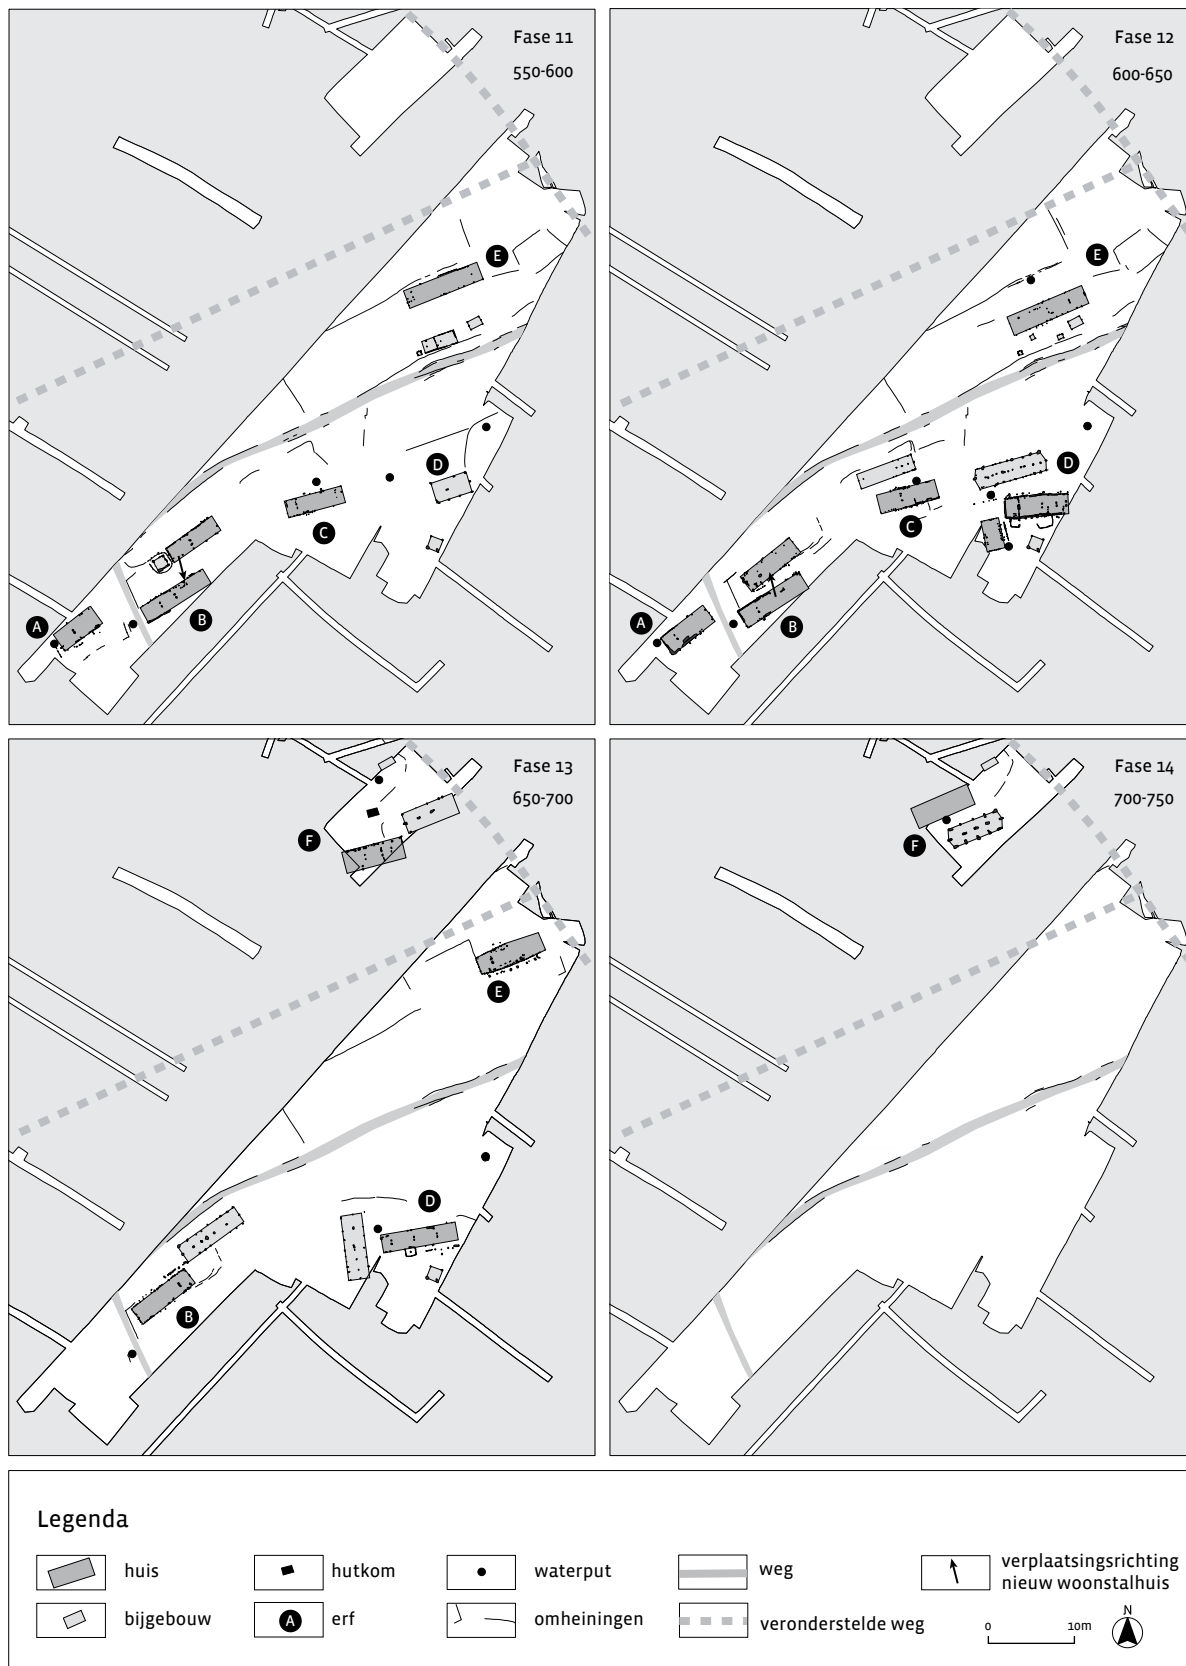 Fase 11
550-600
E
D
C
A
B
Fase 12
600-650
E
D
C
A
B
Fase 13
650-700
F
E
D
B
Fase 14
700-750
F
Legenda
huis
hutkom
waterput
weg
verplaatsingsrichting
nieuw woonstalhuis
bijgebouw
A
erf
omheiningen
veronderstelde weg
0
10m
N